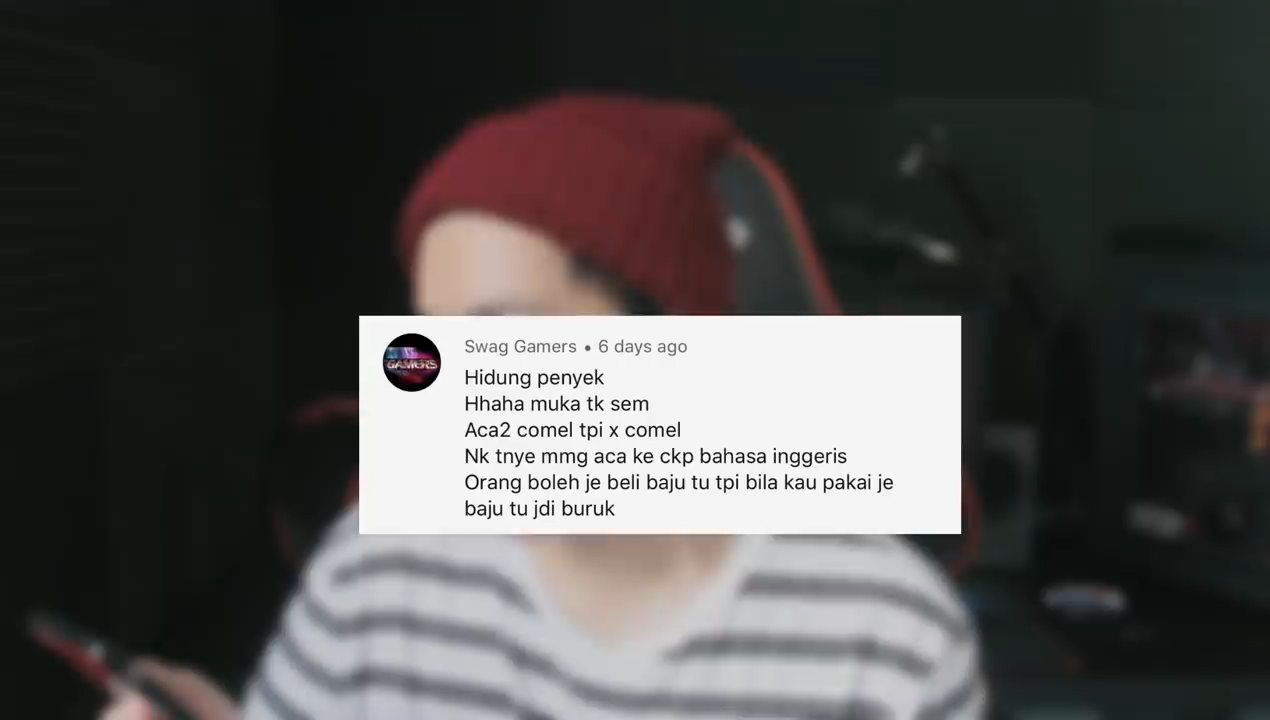 GAMERS
Swag Gamers • 6 days ago
Hidung penyek
Hhaha muka tk sem
Aca2 comel tpi x comel
Nk tnye mmg aca ke ckp bahasa inggeris
Orang boleh je beli baju tu tpi bila kau pakai je
baju tu jdi buruk